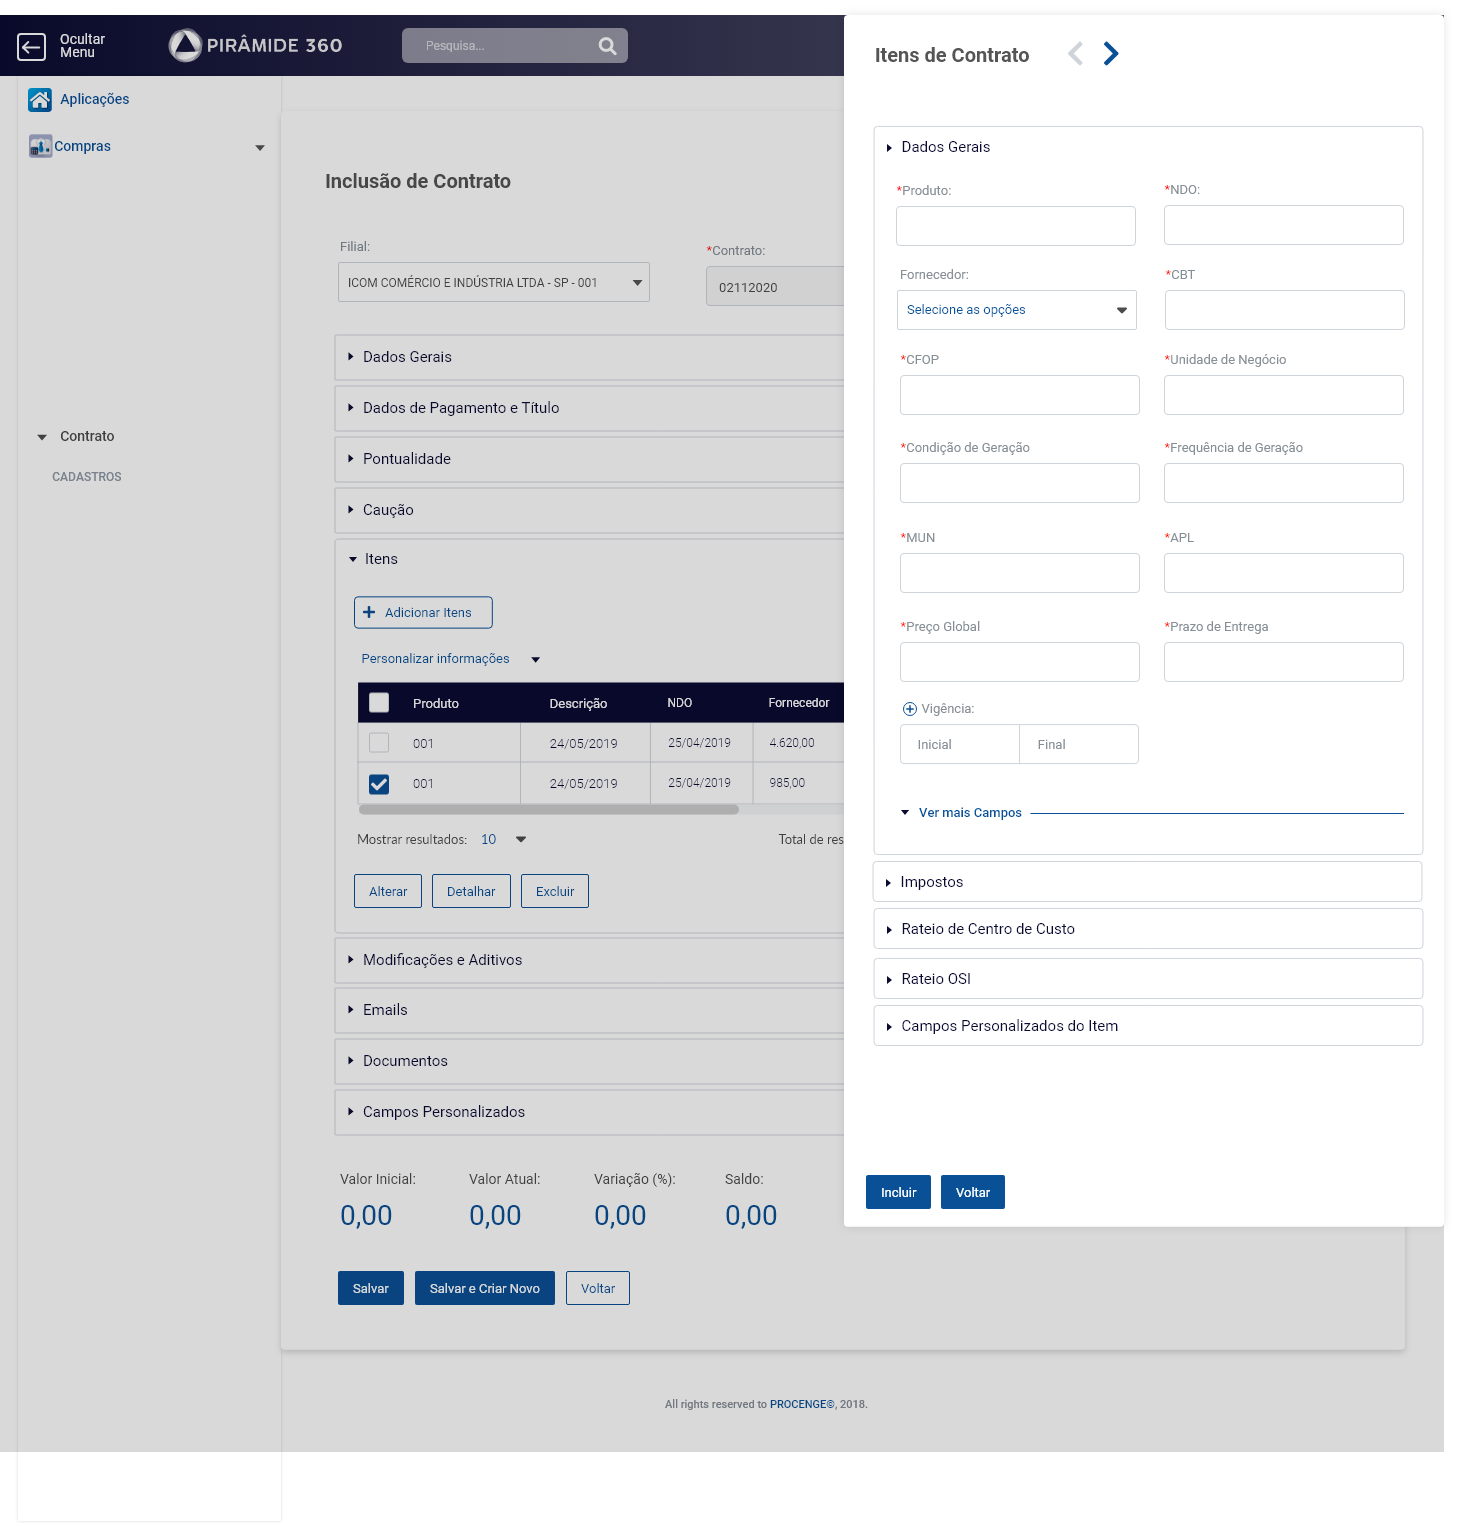 Ocultar
Menu
PIRÂMIDE 360
Pesquisa...
Aplicações
Compras
Contrato
CADASTROS
Inclusão de Contrato
Filial:
*Contrato:
ICOM COMÉRCIO E INDÚSTRIA LTDA - SP - 001
02112020
Dados Gerais
Dados de Pagamento e Título
Pontualidade
Caução
Itens
Adicionar Itens
Personalizar informações
Produto Descrição NDO Fornecedor
001 24/05/2019 25/04/2019 4.620,00
001 24/05/2019 25/04/2019 985,00
Mostrar resultados: 10 Total de res
Alterar Detalhar Excluir
Modificações e Aditivos
Emails
Documentos
Campos Personalizados
Valor Inicial: Valor Atual: Variação (%): Saldo:
0,00 0,00 0,00 0,00
Salvar Salvar e Criar Novo Voltar
All rights reserved to PROCENGE©, 2018.
Itens de Contrato
Dados Gerais
*Produto: *NDO:
Fornecedor: *CBT
Selecione as opções
*CFOP *Unidade de Negócio
*Condição de Geração *Frequência de Geração
*MUN *APL
*Preço Global *Prazo de Entrega
Vigência:
Inicial Final
Ver mais Campos
Impostos
Rateio de Centro de Custo
Rateio OSI
Campos Personalizados do Item
Incluir Voltar